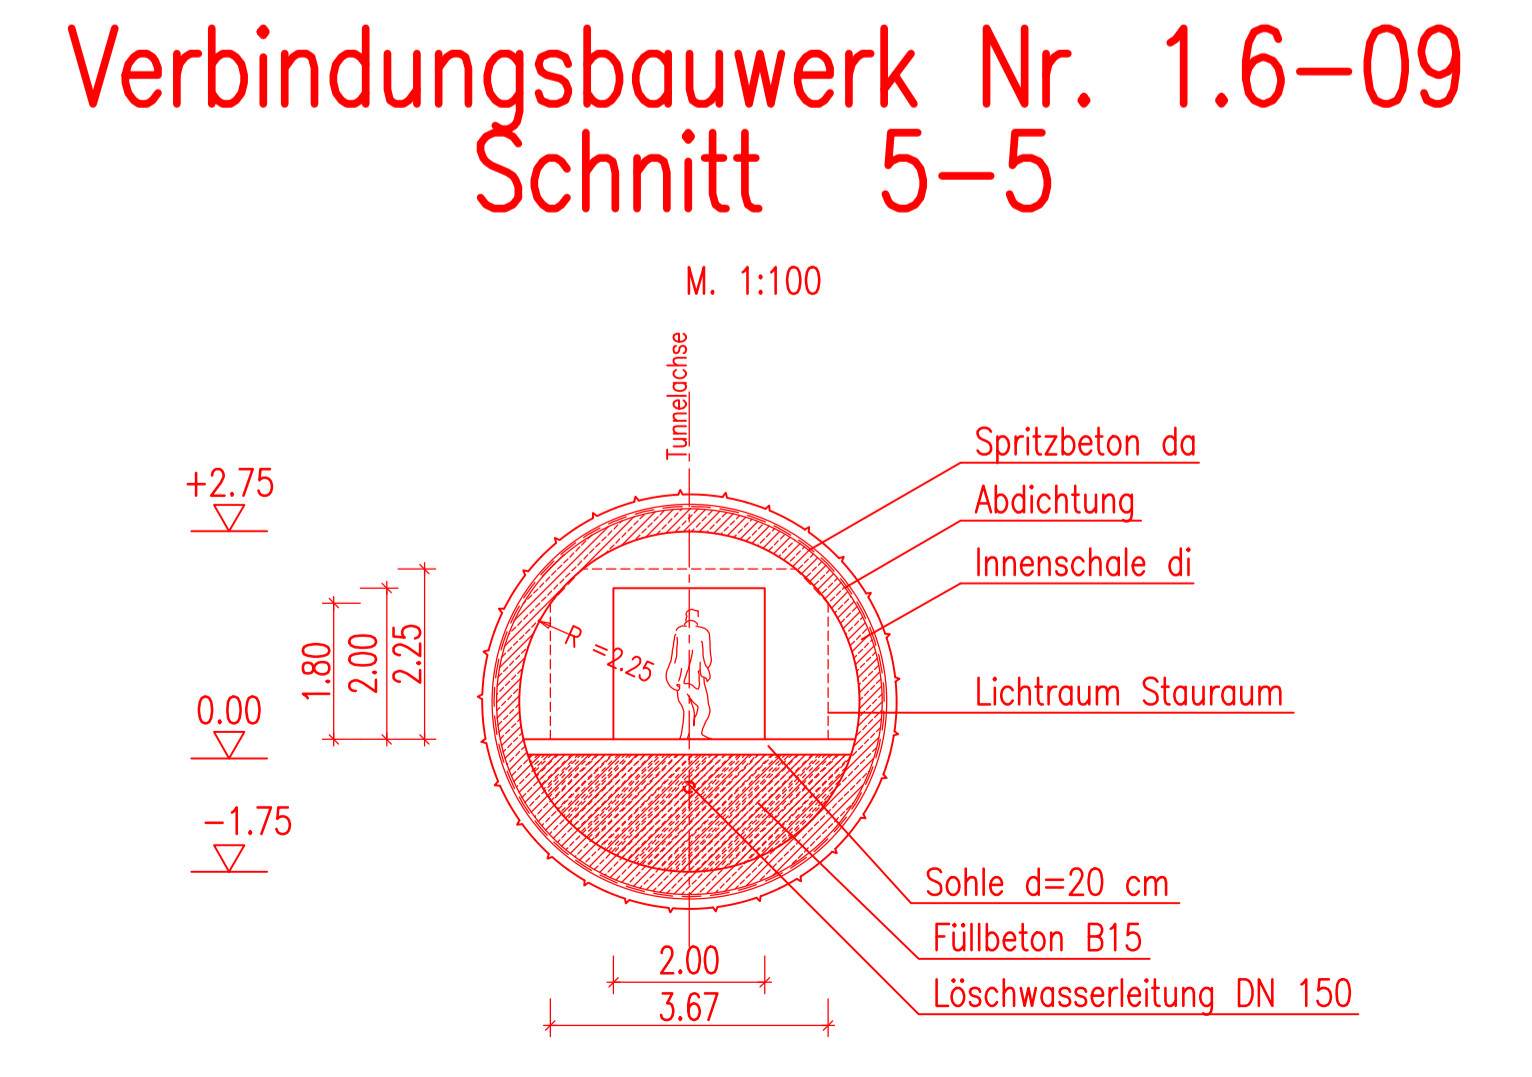 Verbindungsbauwerk Nr. 1.6-09
Schnitt 5-5
M. 1:100
Tunnelachse
Spritzbeton da
+2.75
Abdichtung
Innenschale di
1.80
2.00
2.25
R =2.25
0.00
Lichtraum Stauraum
-1.75
Sohle d=20 cm
Füllbeton B15
2.00
Löschwasserleitung DN 150
3.67